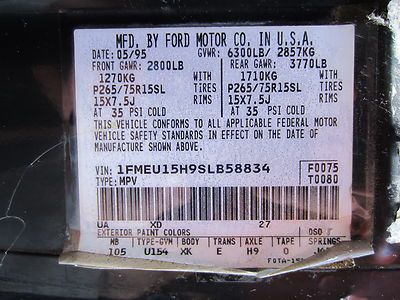 MFD. BY FORD MOTOR CO. IN U.S.A.
DATE: 05/95 GVWR: 6300LB/ 2857KG
FRONT GAWR: 2800LB REAR GAWR: 3770LB
1270KG WITH 1710KG WITH
P265/75R15SL TIRES P265/75R15SL TIRES
15X7.5J RIMS 15X7.5J RIMS
AT 35 PSI COLD AT 35 PSI COLD
THIS VEHICLE CONFORMS TO ALL APPLICABLE FEDERAL MOTOR
VEHICLE SAFETY STANDARDS IN EFFECT ON THE DATE OF
MANUFACTURE SHOWN ABOVE.
VIN: 1FMEU15H9SLB58834 F0075
TYPE: MPV T0080
UA XD 27
EXTERIOR PAINT COLORS DSO
MB TYPE-GVM BODY TRANS AXLE TAPE SPRINGS
105 U154 XK E H9 O